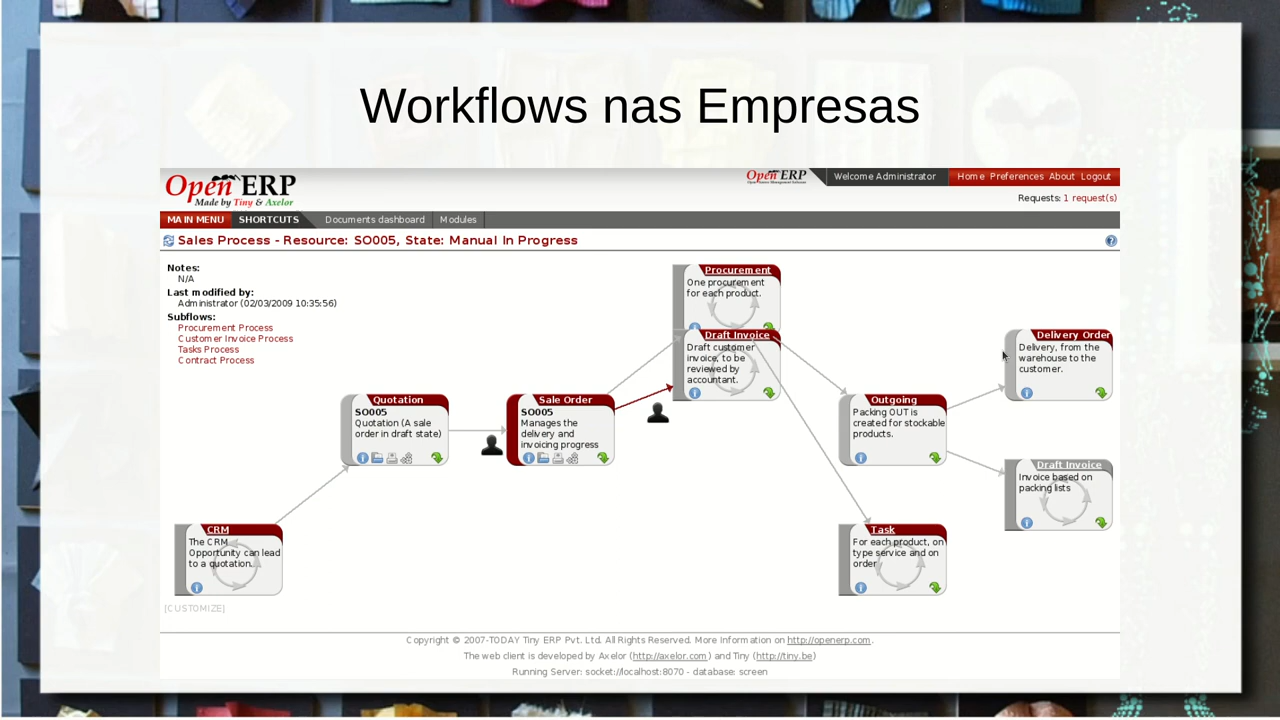 Workflows nas Empresas
Open ERP
Made by Tiny & Axelor
Open ERP
Welcome Administrator
Home Preferences About Logout
Requests: 1 request(s)
MAIN MENU SHORTCUTS Documents dashboard Modules
Sales Process - Resource: SO005, State: Manual In Progress
?
Notes:
N/A
Last modified by:
Administrator (02/03/2009 10:35:56)
Subflows:
Procurement Process
Customer Invoice Process
Tasks Process
Contract Process
Procurement
One procurement
for each product.
Draft Invoice
Draft customer
invoice, to be
reviewed by
accountant.
Delivery Order
Delivery, from the
warehouse to the
customer.
Quotation
SO005
Quotation (A sale
order in draft state)
Sale Order
SO005
Manages the
delivery and
invoicing progress
Outgoing
Packing OUT is
created for stockable
products.
Draft Invoice
Invoice based on
packing lists
CRM
The CRM
Opportunity can lead
to a quotation.
Task
For each product, on
type service and on
order
[CUSTOMIZE]
Copyright © 2007-TODAY Tiny ERP Pvt. Ltd. All Rights Reserved. More Information on http://openerp.com.
The web client is developed by Axelor (http://axelor.com) and Tiny (http://tiny.be)
Running Server: socket://localhost:8070 - database: screen